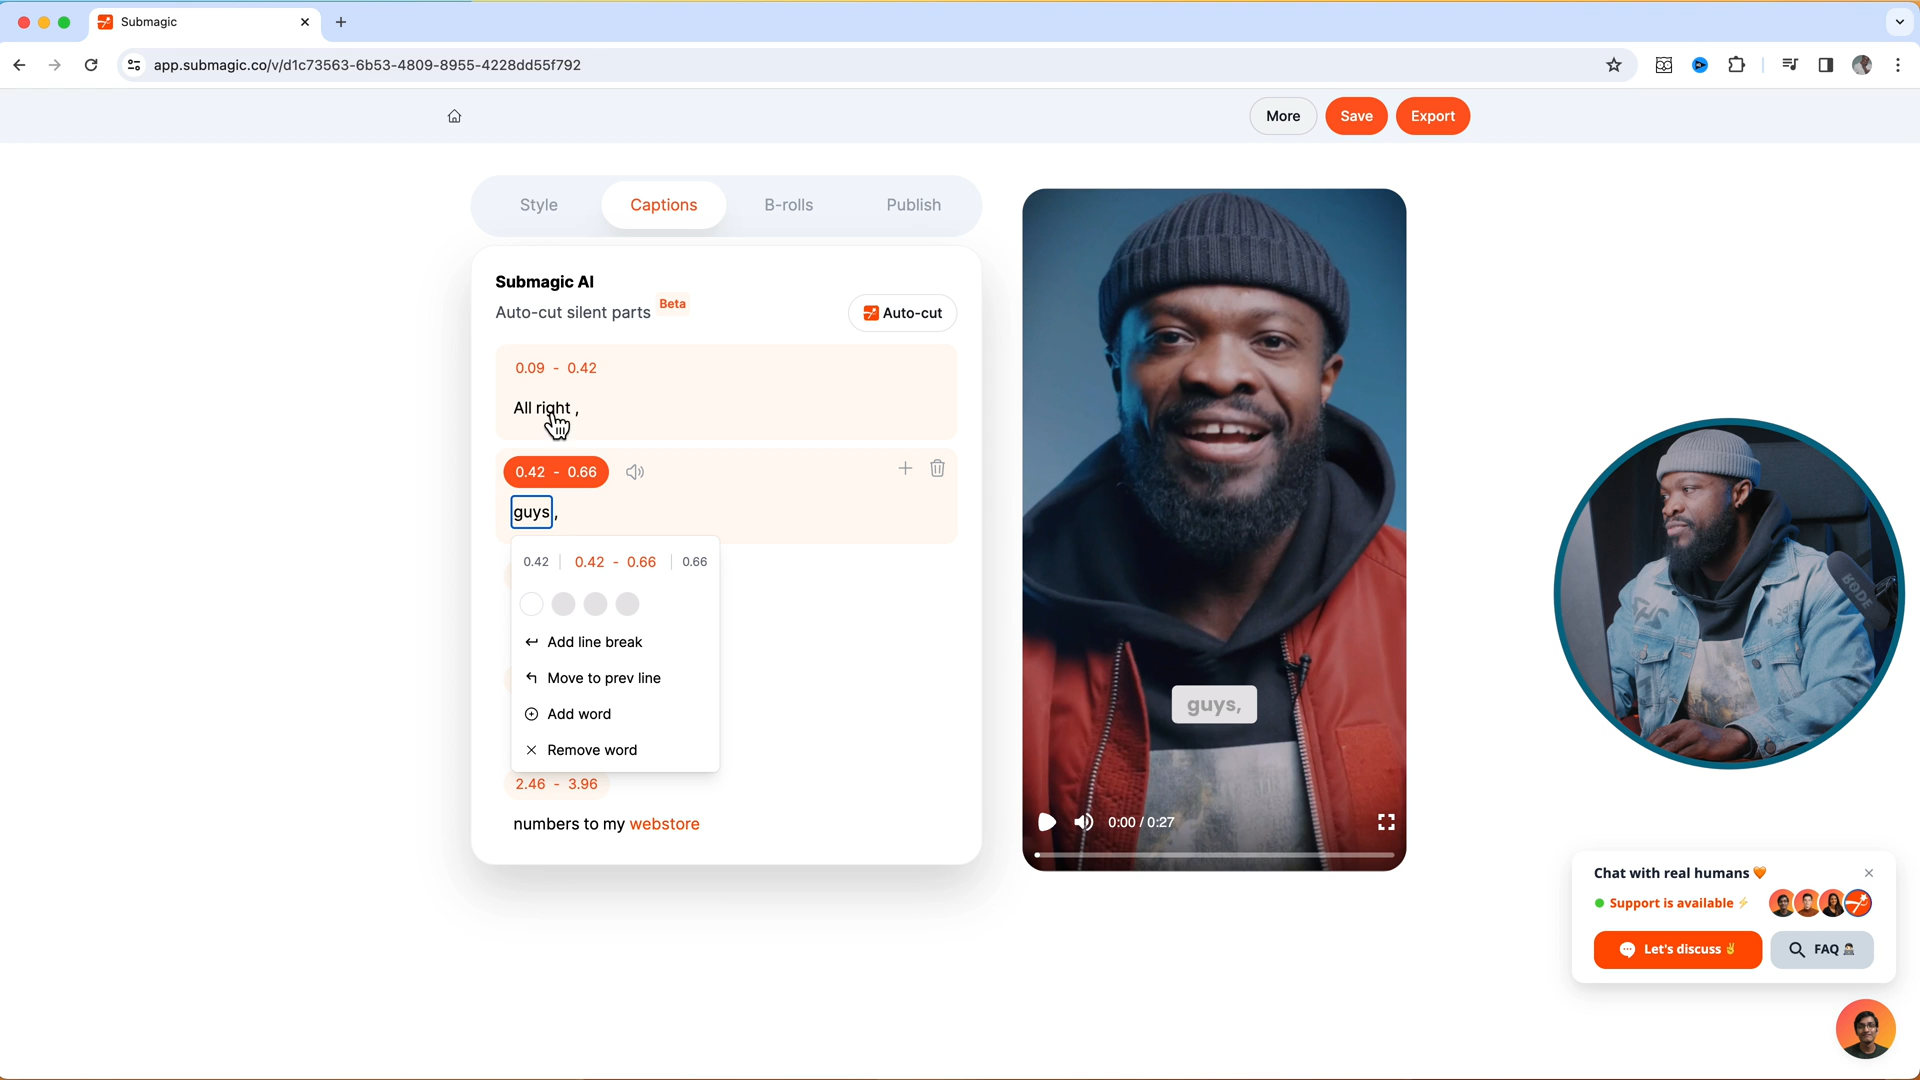 Submagic
app.submagic.co/v/d1c73563-6b53-4809-8955-4228dd55f792
More
Save
Export
Style
Captions
B-rolls
Publish
Submagic AI
Auto-cut silent parts
Beta
Auto-cut
0.09 - 0.42
All right ,
0.42 - 0.66
guys ,
0.42
0.42 - 0.66
0.66
Add line break
Move to prev line
Add word
Remove word
2.46 - 3.96
numbers to my webstore
guys,
0:00 / 0:27
RODE
Chat with real humans 🧡
Support is available ⚡
Let's discuss ✌
FAQ 👩🏻‍💻